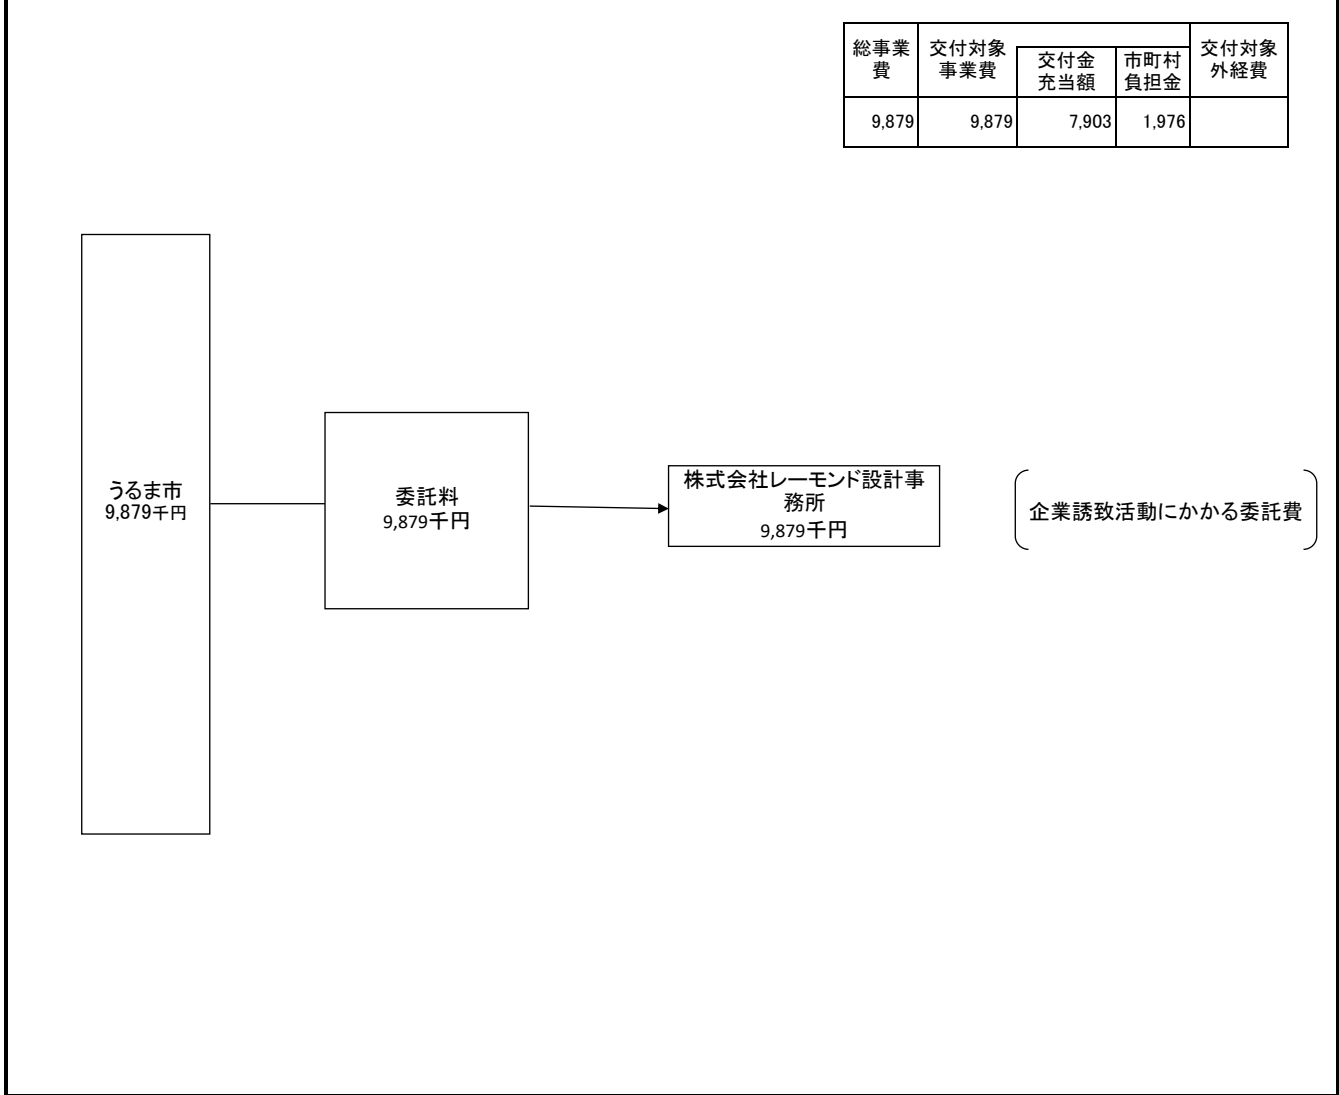 総事業
費
交付対象
事業費
交付金
充当額
市町村
負担金
交付対象
外経費
9,879
9,879
7,903
1,976
うるま市
9,879千円
委託料
9,879千円
株式会社レーモンド設計事
務所
9,879千円
企業誘致活動にかかる委託費